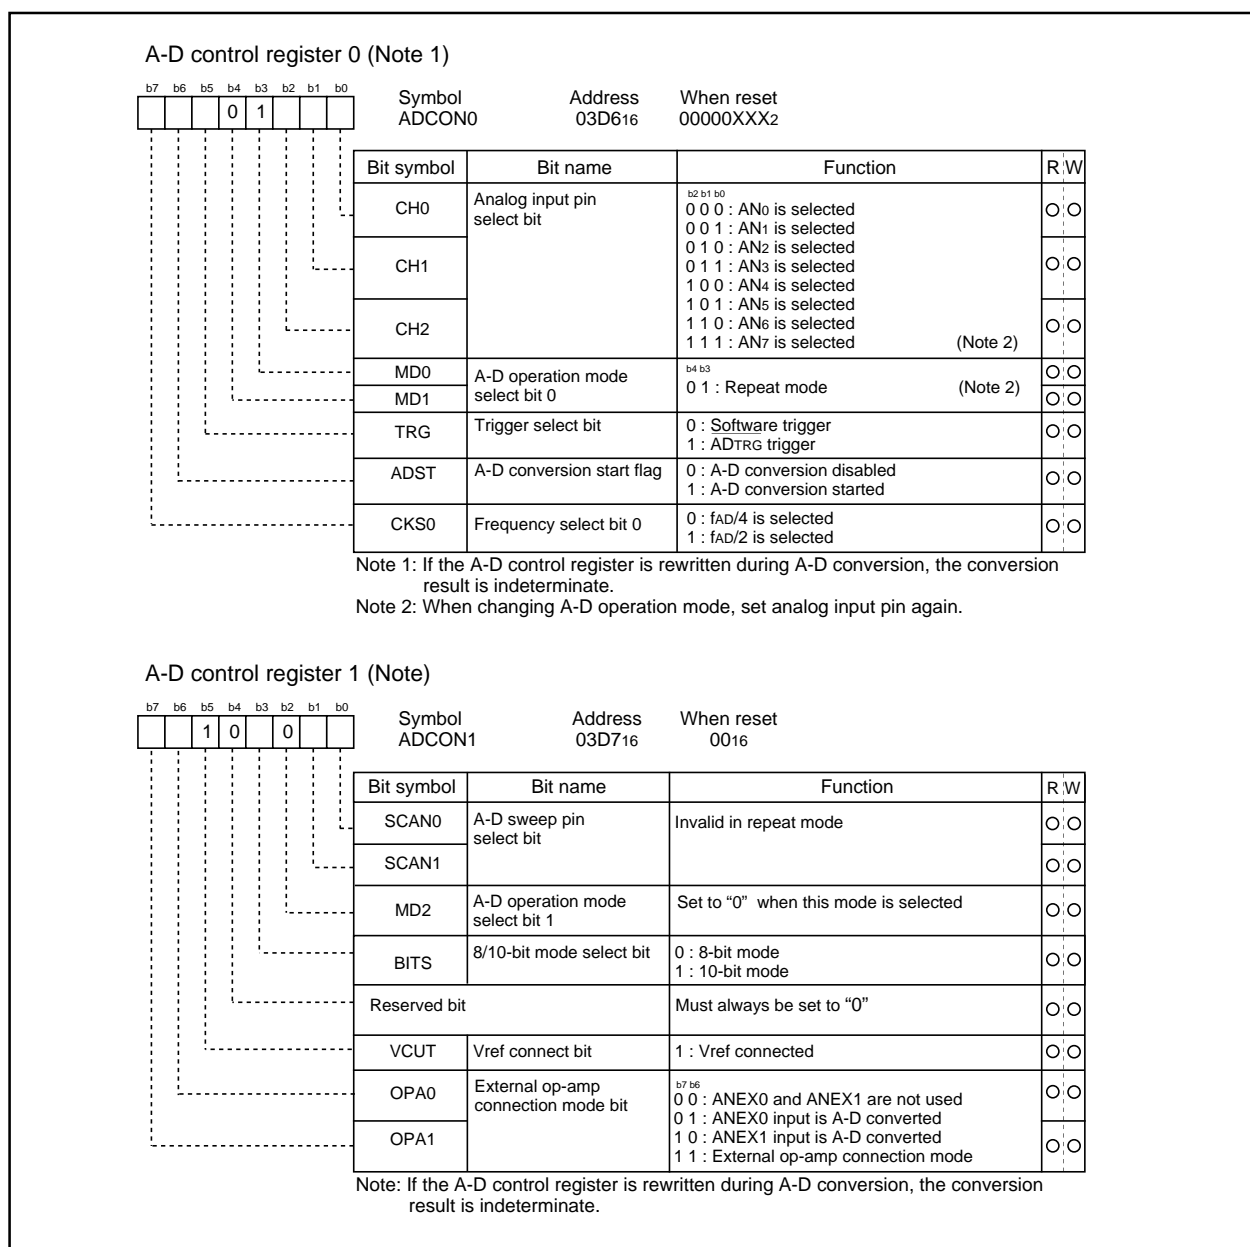 A-D control register 0 (Note 1)
b7 b6 b5 b4 b3 b2 b1 b0
0 1
Symbol Address When reset
ADCON0 03D616 00000XXX2
Bit symbol Bit name Function R W
CH0 Analog input pin select bit
b2 b1 b0
0 0 0 : AN0 is selected
0 0 1 : AN1 is selected
0 1 0 : AN2 is selected
CH1 0 1 1 : AN3 is selected
1 0 0 : AN4 is selected
1 0 1 : AN5 is selected
CH2 1 1 0 : AN6 is selected
1 1 1 : AN7 is selected (Note 2)
MD0 A-D operation mode select bit 0
b4 b3
0 1 : Repeat mode (Note 2)
MD1
TRG Trigger select bit 0 : Software trigger
1 : ADTRG trigger
ADST A-D conversion start flag 0 : A-D conversion disabled
1 : A-D conversion started
CKS0 Frequency select bit 0 0 : fAD/4 is selected
1 : fAD/2 is selected
Note 1: If the A-D control register is rewritten during A-D conversion, the conversion
result is indeterminate.
Note 2: When changing A-D operation mode, set analog input pin again.
A-D control register 1 (Note)
b7 b6 b5 b4 b3 b2 b1 b0
1 0 0
Symbol Address When reset
ADCON1 03D716 0016
Bit symbol Bit name Function R W
SCAN0 A-D sweep pin select bit Invalid in repeat mode
SCAN1
MD2 A-D operation mode select bit 1 Set to “0” when this mode is selected
BITS 8/10-bit mode select bit 0 : 8-bit mode
1 : 10-bit mode
Reserved bit Must always be set to “0”
VCUT Vref connect bit 1 : Vref connected
OPA0 External op-amp connection mode bit
b7 b6
0 0 : ANEX0 and ANEX1 are not used
0 1 : ANEX0 input is A-D converted
OPA1 1 0 : ANEX1 input is A-D converted
1 1 : External op-amp connection mode
Note: If the A-D control register is rewritten during A-D conversion, the conversion
result is indeterminate.